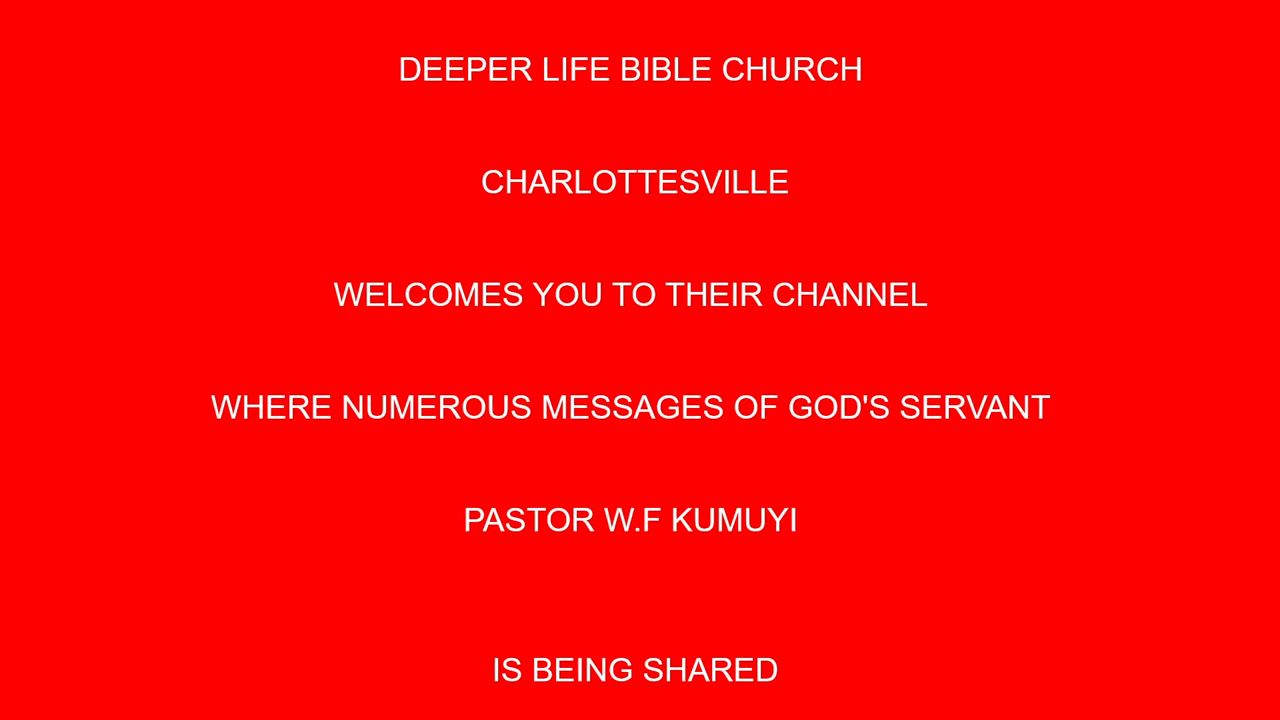 DEEPER LIFE BIBLE CHURCH
CHARLOTTESVILLE
WELCOMES YOU TO THEIR CHANNEL
WHERE NUMEROUS MESSAGES OF GOD'S SERVANT
PASTOR W.F KUMUYI
IS BEING SHARED